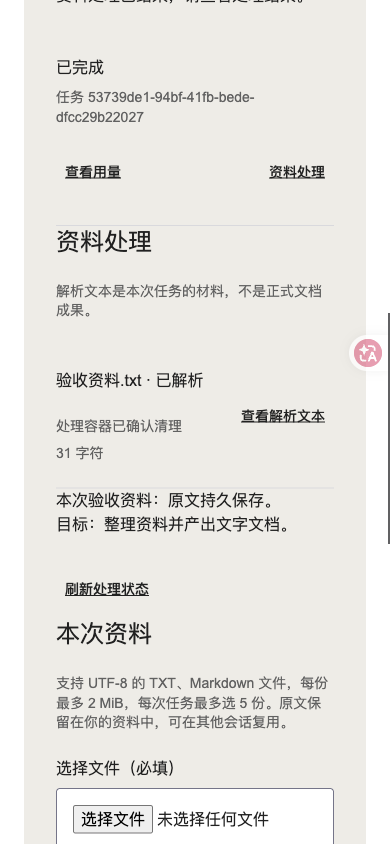 已完成
任务 53739de1-94bf-41fb-bede-
dfcc29b22027
查看用量
资料处理
资料处理
解析文本是本次任务的材料，不是正式文档
成果。
验收资料.txt · 已解析
查看解析文本
处理容器已确认清理
31 字符
本次验收资料：原文持久保存。
目标：整理资料并产出文字文档。
刷新处理状态
本次资料
支持 UTF-8 的 TXT、Markdown 文件，每份
最多 2 MiB，每次任务最多选 5 份。原文保
留在你的资料中，可在其他会话复用。
选择文件（必填）
选择文件 未选择任何文件